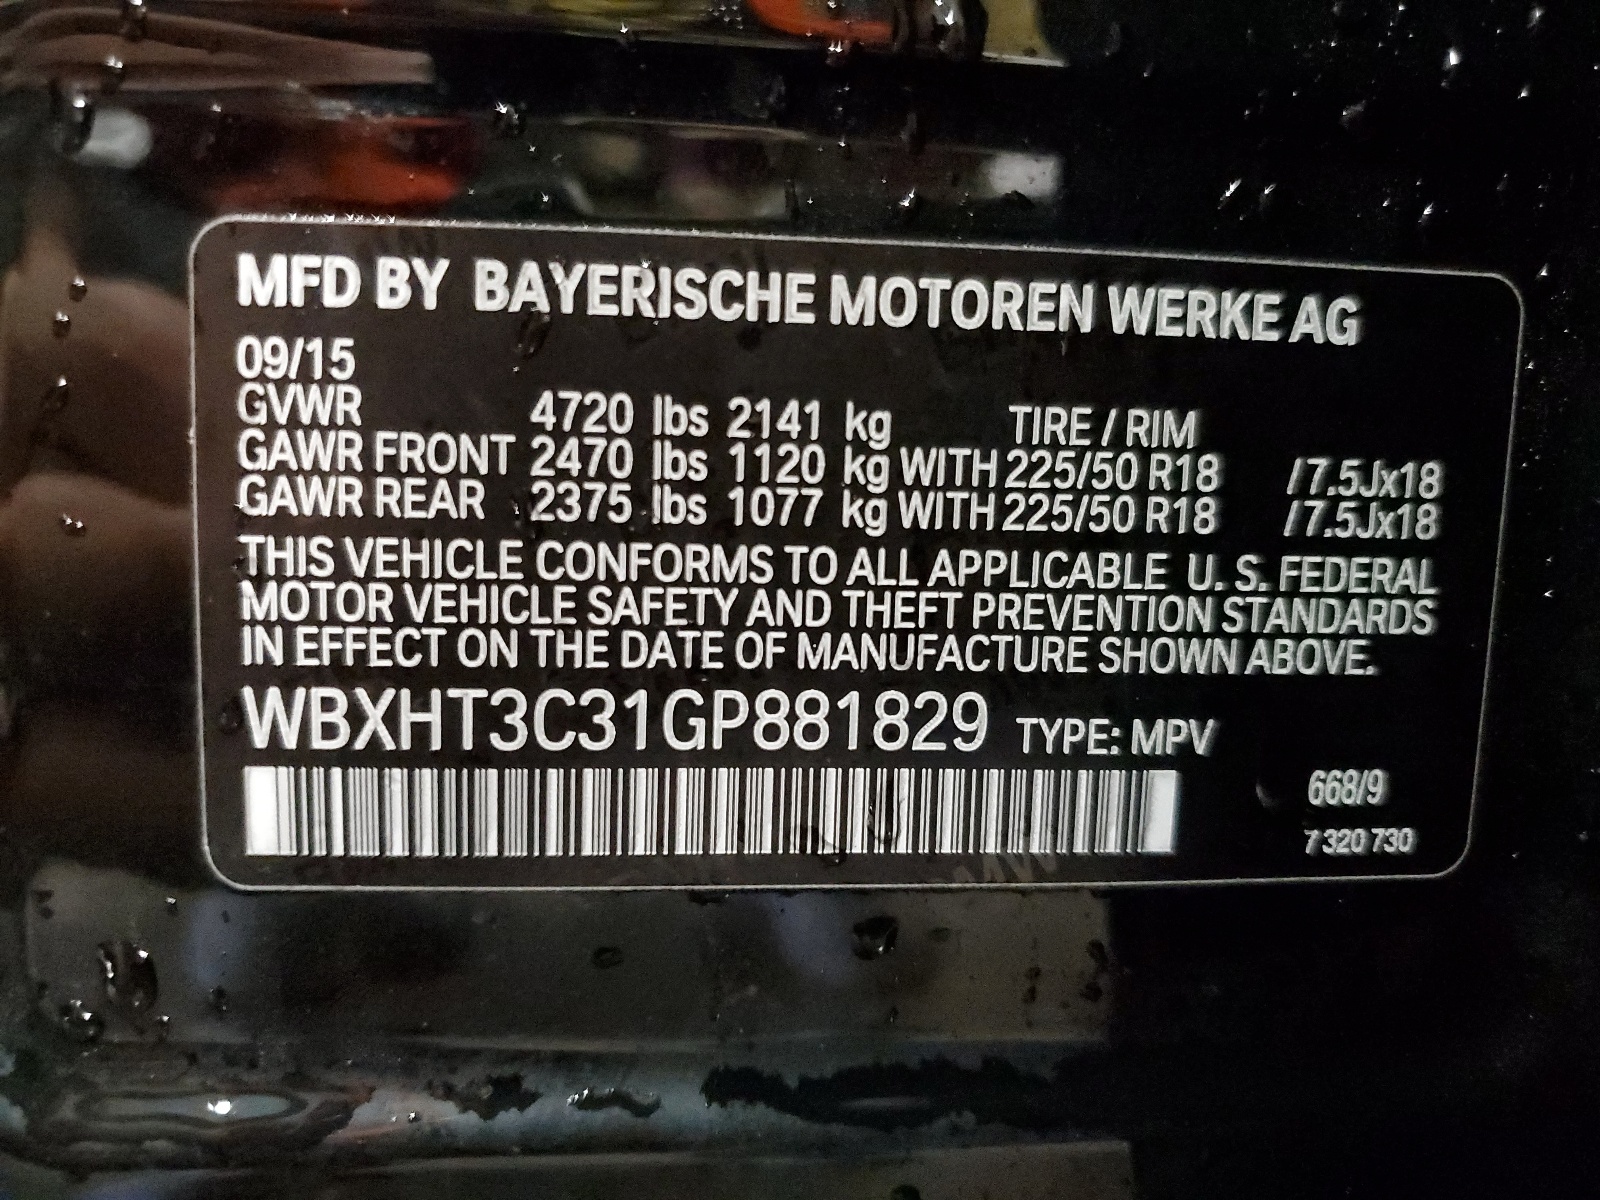 MFD BY BAYERISCHE MOTOREN WERKE AG
09/15
GVWR 4720 lbs 2141 kg TIRE / RIM
GAWR FRONT 2470 lbs 1120 kg WITH 225/50 R18 /7.5Jx18
GAWR REAR 2375 lbs 1077 kg WITH 225/50 R18 /7.5Jx18
THIS VEHICLE CONFORMS TO ALL APPLICABLE U. S. FEDERAL
MOTOR VEHICLE SAFETY AND THEFT PREVENTION STANDARDS
IN EFFECT ON THE DATE OF MANUFACTURE SHOWN ABOVE.
WBXHT3C31GP881829 TYPE: MPV
668/9
7 320 730